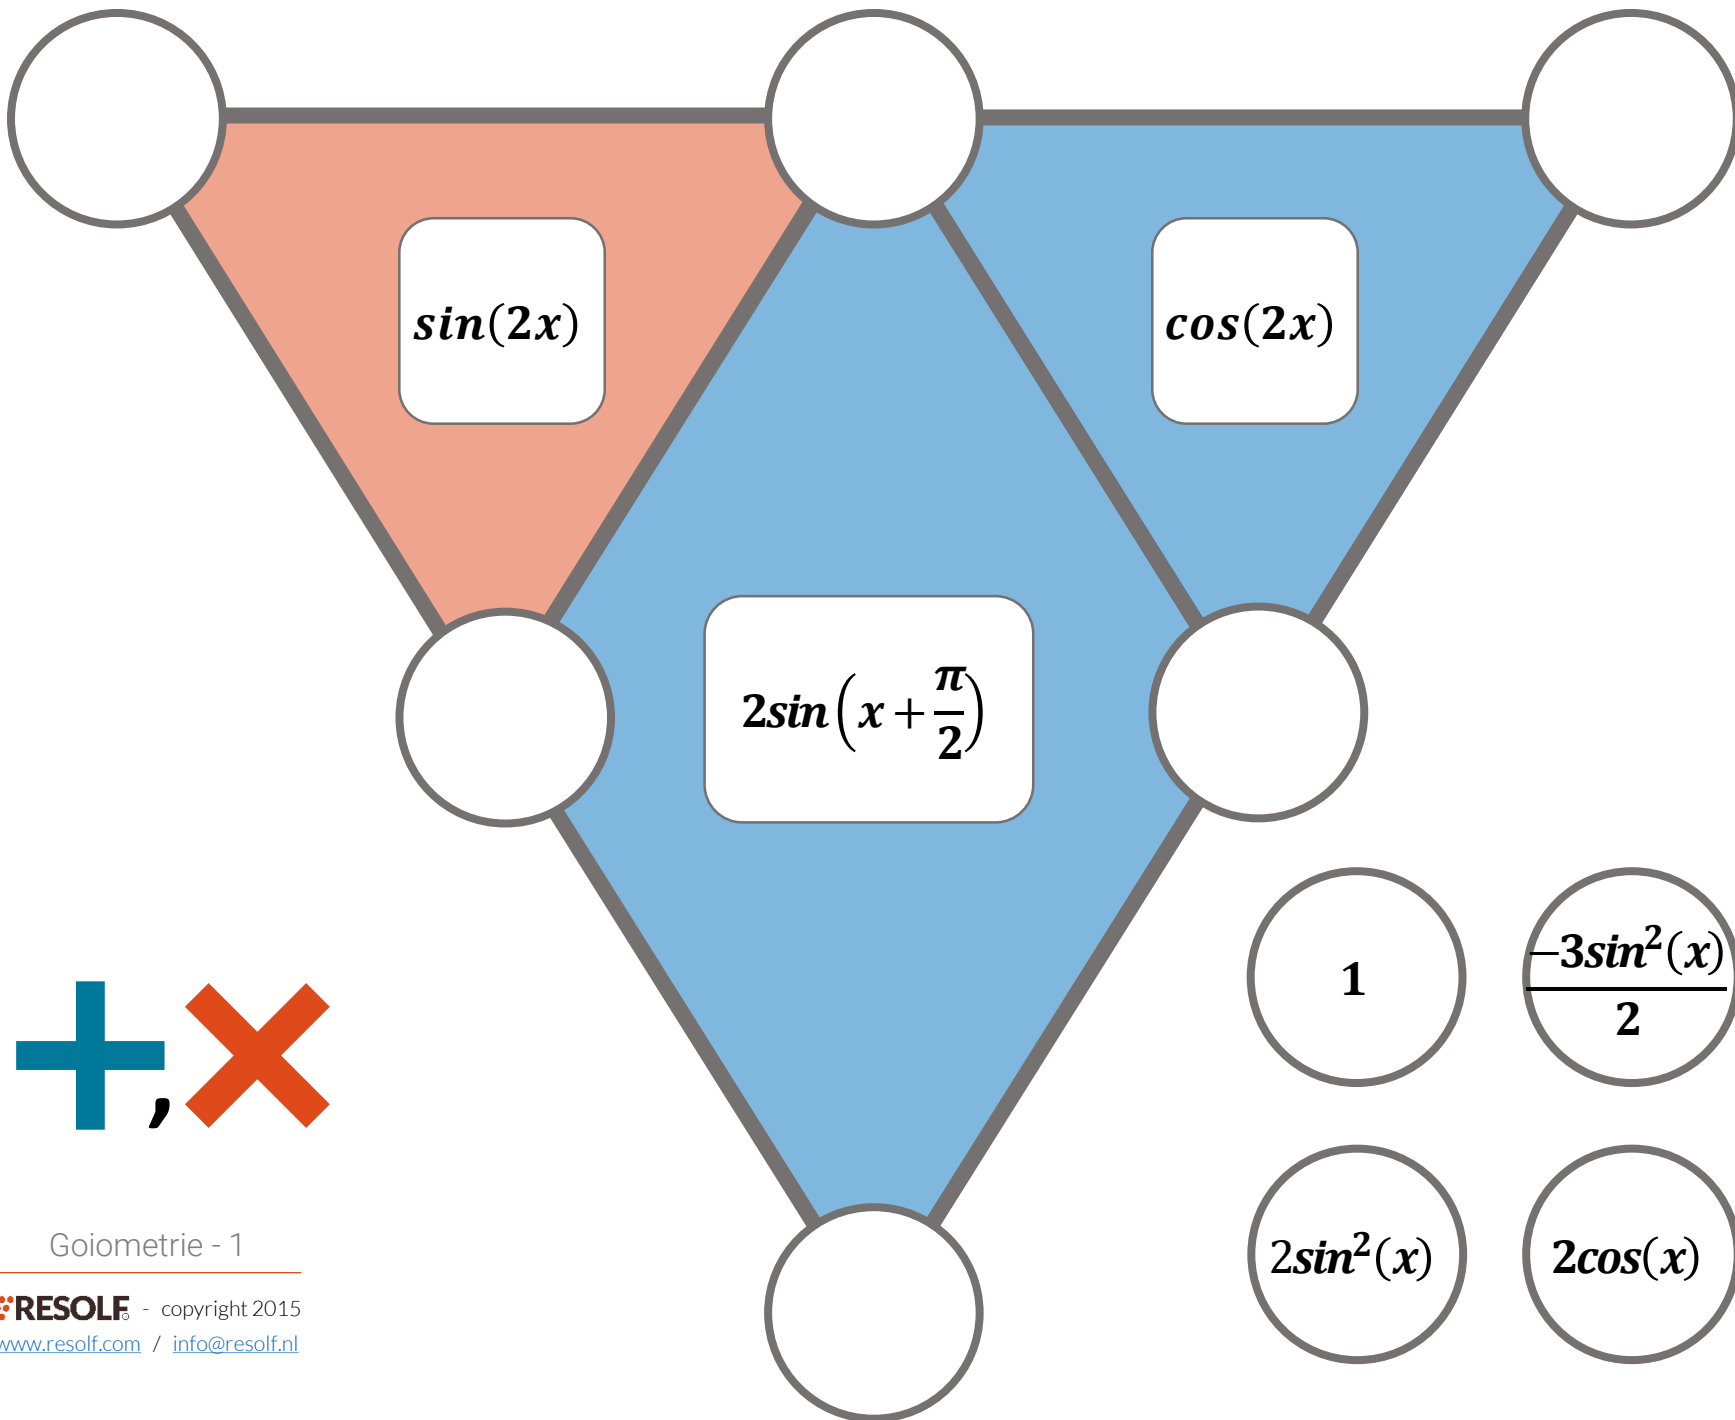 sin(2x)
cos(2x)
2sin(x + π/2)
1
−3sin²(x)
2
2sin²(x)
2cos(x)
+,×
Goiometrie - 1
RESOLF - copyright 2015
www.resolf.com / info@resolf.nl